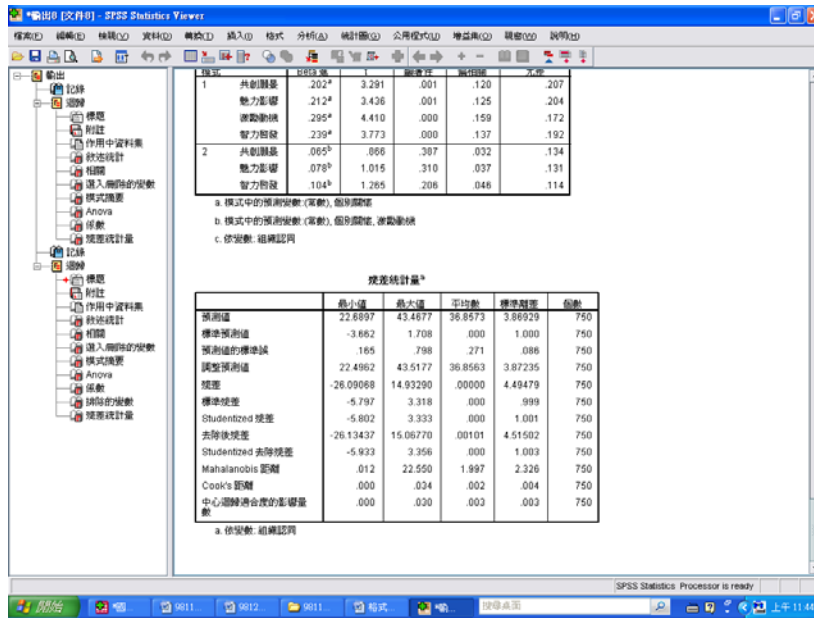 *輸出8 [文件8] - SPSS Statistics Viewer
檔案(F) 編輯(E) 檢視(V) 資料(D) 轉換(T) 插入(I) 格式 分析(A) 統計圖(G) 公用程式(U) 增益集(O) 視窗(W) 說明(H)
輸出
記錄
迴歸
標題
附註
作用中資料集
敘述統計
相關
選入/刪除的變數
模式摘要
Anova
係數
殘差統計量
記錄
迴歸
標題
附註
作用中資料集
敘述統計
相關
選入/刪除的變數
模式摘要
Anova
係數
排除的變數
殘差統計量
模式 Beta 進 T 顯著性 偏相關 允差
1 共創願景 .202a 3.291 .001 .120 .207
魅力影響 .212a 3.436 .001 .125 .204
激勵動機 .295a 4.410 .000 .159 .172
智力啟發 .239a 3.773 .000 .137 .192
2 共創願景 .065b .866 .387 .032 .134
魅力影響 .078b 1.015 .310 .037 .131
智力啟發 .104b 1.265 .206 .046 .114
a. 模式中的預測變數:(常數), 個別關懷
b. 模式中的預測變數:(常數), 個別關懷, 激勵動機
c. 依變數: 組織認同
殘差統計量a
最小值 最大值 平均數 標準離差 個數
預測值 22.6897 43.4677 36.8573 3.86929 750
標準預測值 -3.662 1.708 .000 1.000 750
預測值的標準誤 .165 .798 .271 .086 750
調整預測值 22.4962 43.5177 36.8563 3.87235 750
殘差 -26.09068 14.93290 .00000 4.49479 750
標準殘差 -5.797 3.318 .000 .999 750
Studentized 殘差 -5.802 3.333 .000 1.001 750
去除後殘差 -26.13437 15.06770 .00101 4.51502 750
Studentized 去除殘差 -5.933 3.356 .000 1.003 750
Mahalanobis 距離 .012 22.550 1.997 2.326 750
Cook's 距離 .000 .034 .002 .004 750
中心迴歸適合度的影響量
數 .000 .030 .003 .003 750
a. 依變數: 組織認同
SPSS Statistics Processor is ready
開始 9811... 9812... 9811... 格式... *輸... 搜尋桌面 上午 11:44